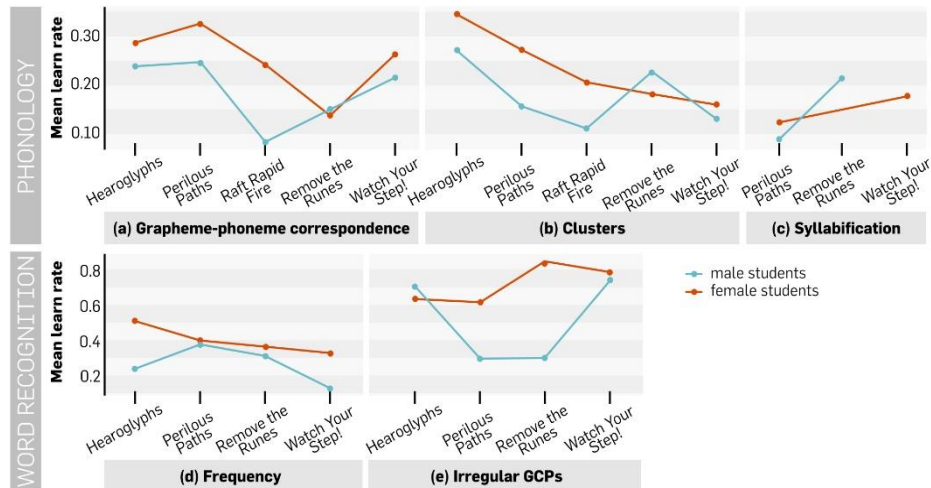 PHONOLOGY
Mean learn rate
0.30
0.20
0.10
Hearoglyphs
Perilous
Paths
Raft Rapid
Fire
Remove the
Runes
Watch Your
Step!
(a) Grapheme-phoneme correspondence
Hearoglyphs
Perilous
Paths
Raft Rapid
Fire
Remove the
Runes
Watch Your
Step!
(b) Clusters
Perilous
Paths
Remove the
Runes
Watch Your
Step!
(c) Syllabification
WORD RECOGNITION
Mean learn rate
0.8
0.6
0.4
0.2
Hearoglyphs
Perilous
Paths
Remove the
Runes
Watch Your
Step!
(d) Frequency
Hearoglyphs
Perilous
Paths
Remove the
Runes
Watch Your
Step!
(e) Irregular GCPs
male students
female students